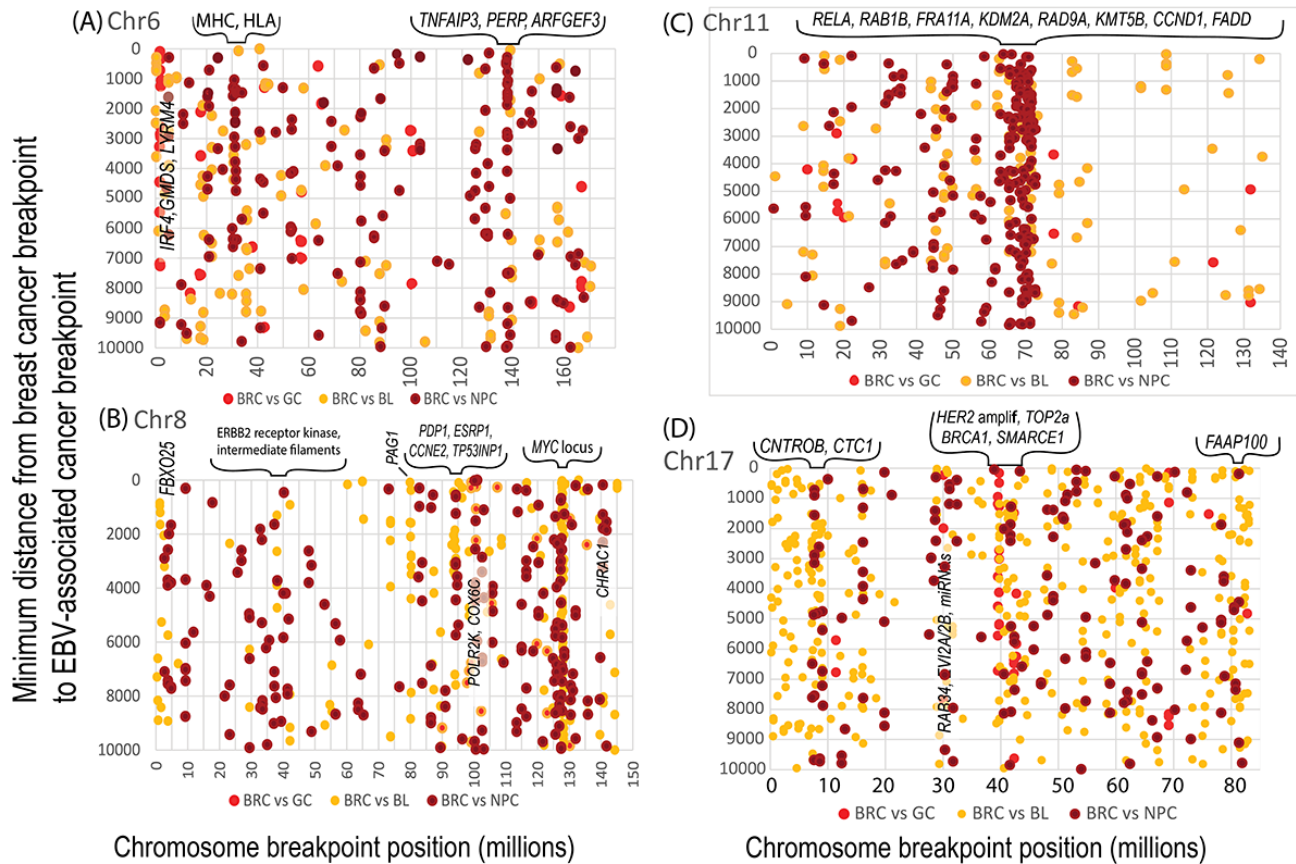 Minimum distance from breast cancer breakpoint
to EBV-associated cancer breakpoint
(A) Chr6
MHC, HLA
TNFAIP3, PERP, ARFGEF3
0
1000
2000
3000
4000
5000
6000
7000
8000
9000
10000
IRF4,GMDS, LYRM4
0 20 40 60 80 100 120 140 160
BRC vs GC BRC vs BL BRC vs NPC
(C) Chr11
RELA, RAB1B, FRA11A, KDM2A, RAD9A, KMT5B, CCND1, FADD
0
1000
2000
3000
4000
5000
6000
7000
8000
9000
10000
0 10 20 30 40 50 60 70 80 90 100 110 120 130 140
BRC vs GC BRC vs BL BRC vs NPC
(B) Chr8
FBXO25
ERBB2 receptor kinase,
intermediate filaments
PAG1
PDP1, ESRP1,
CCNE2, TP53INP1
MYC locus
0
2000
4000
6000
8000
10000
POLR2K, COX6C
CHRAC1
0 10 20 30 40 50 60 70 80 90 100 110 120 130 140 150
BRC vs GC BRC vs BL BRC vs NPC
(D)
Chr17
CNTROB, CTC1
HER2 amplif, TOP2a
BRCA1, SMARCE1
FAAP100
0
1000
2000
3000
4000
5000
6000
7000
8000
9000
10000
RAB34, EVI2A/2B, miRNAs
0 10 20 30 40 50 60 70 80
BRC vs GC BRC vs BL BRC vs NPC
Chromosome breakpoint position (millions)
Chromosome breakpoint position (millions)